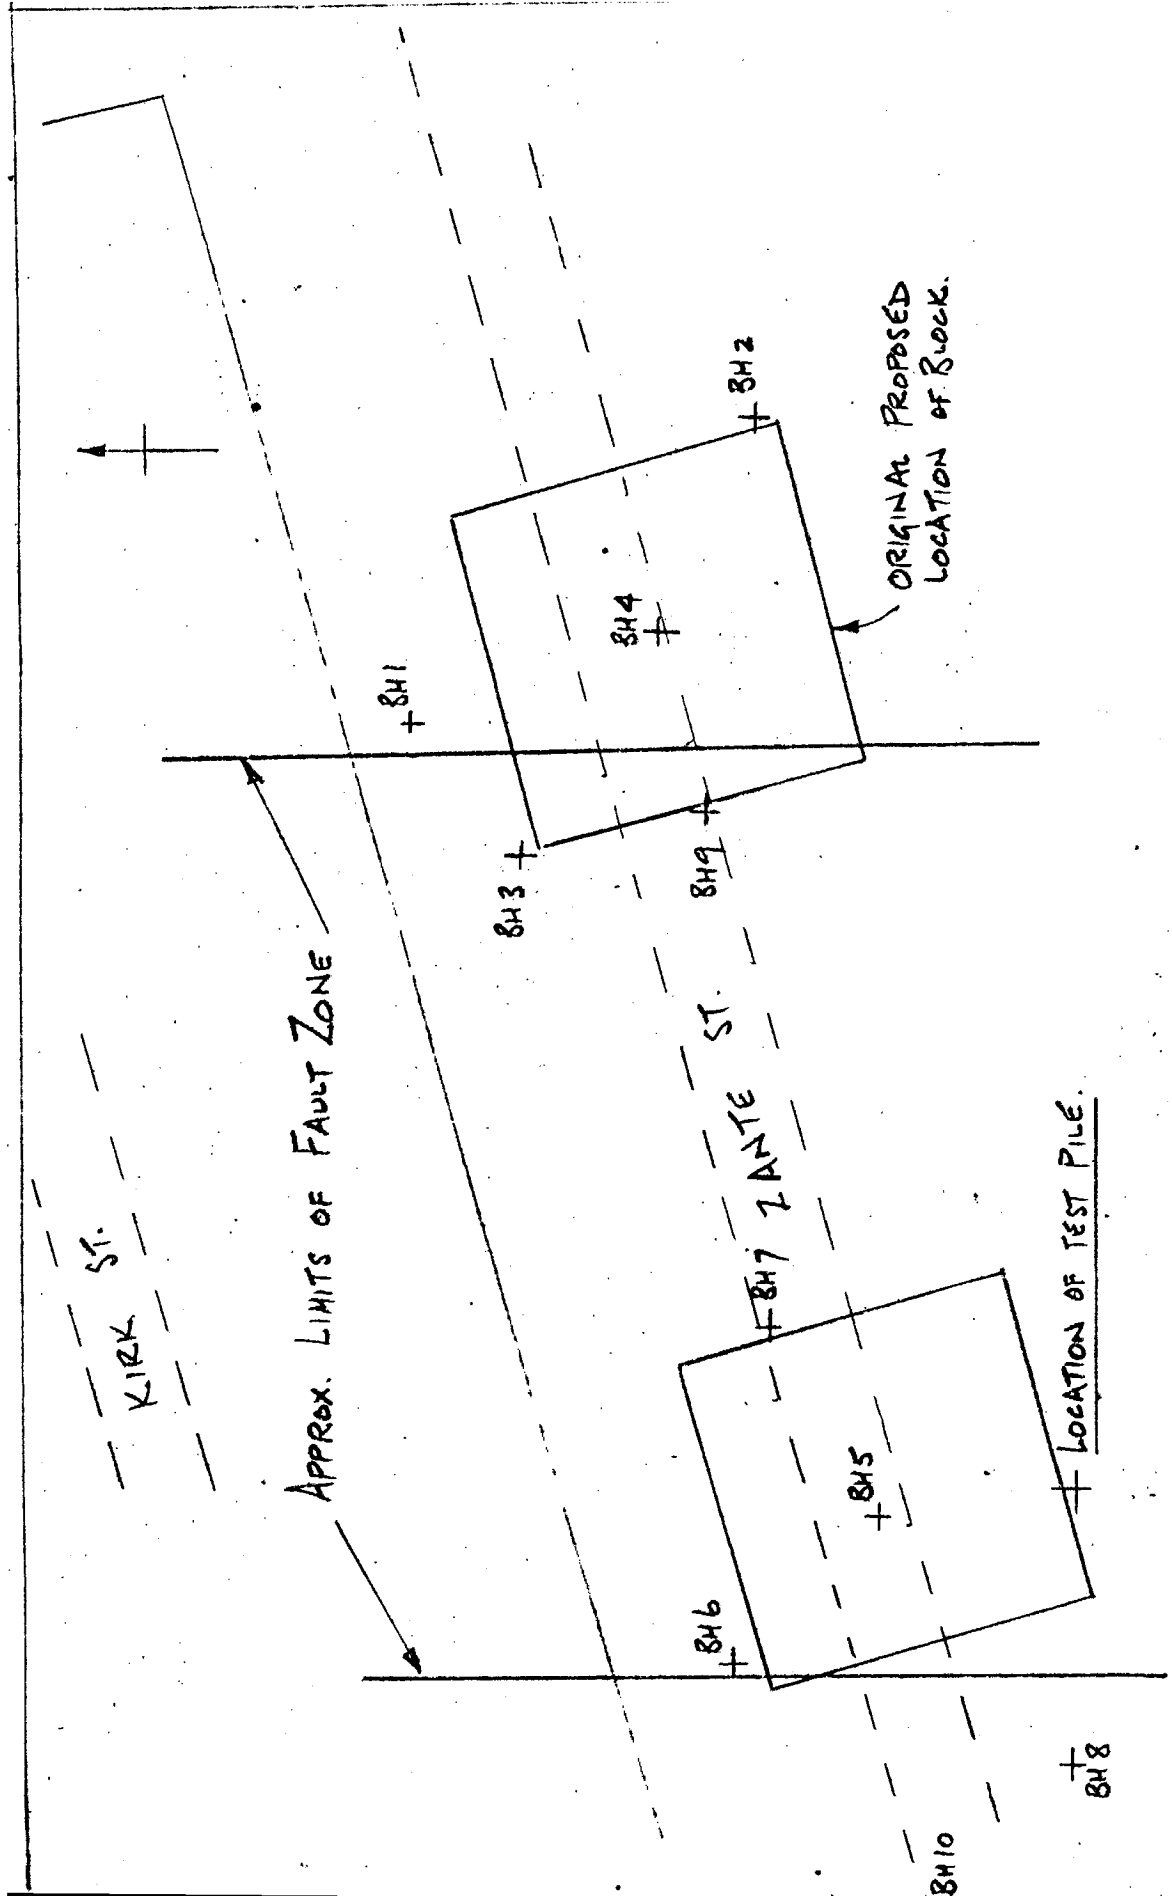 KIRK ST.
APPROX. LIMITS OF FAULT ZONE
BH1
BH3
BH4
BH2
BH9
ZANTE ST.
ORIGINAL PROPOSED
LOCATION OF BLOCK.
BH6
BH7
BH5
BH10
BH8
LOCATION OF TEST PILE.